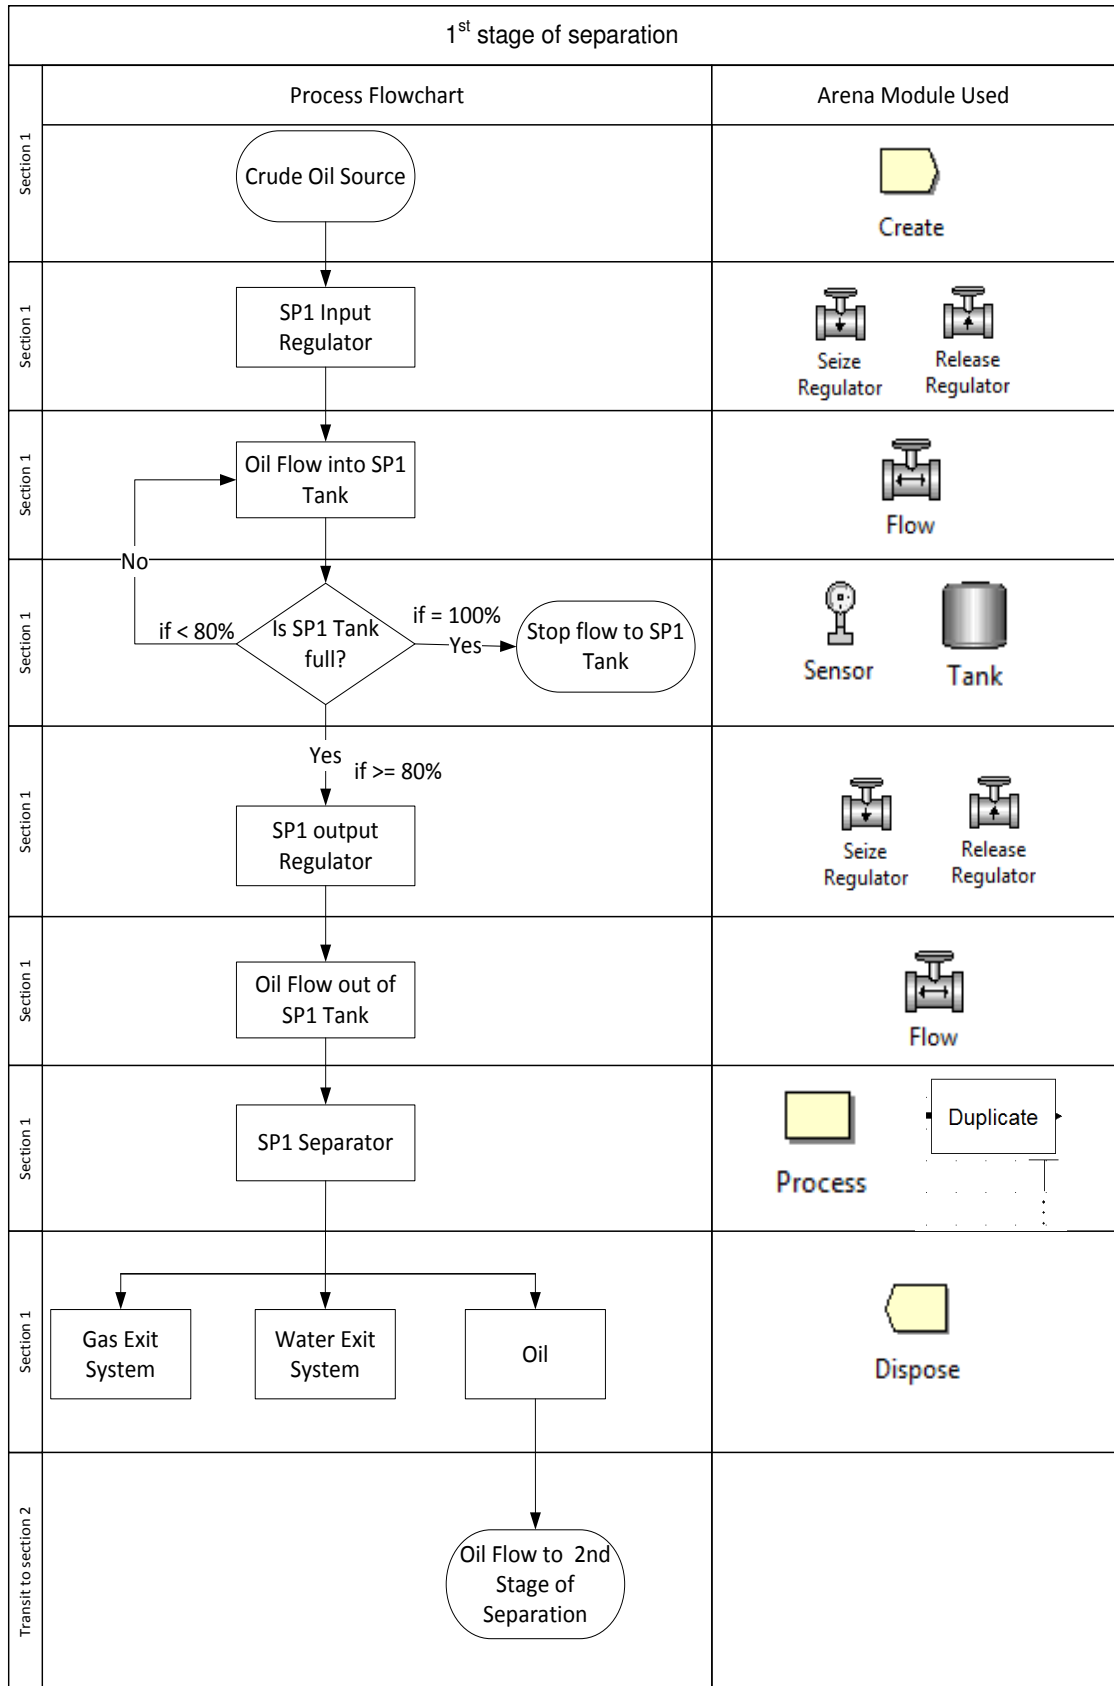 1st stage of separation
Section 1
Process Flowchart
Arena Module Used
Crude Oil Source
Create
Section 1
SP1 Input
Regulator
Seize
Regulator
Release
Regulator
Section 1
Oil Flow into SP1
Tank
Flow
No
Section 1
if < 80%
Is SP1 Tank
full?
if = 100%
Yes
Stop flow to SP1
Tank
Sensor
Tank
Section 1
Yes
if >= 80%
SP1 output
Regulator
Seize
Regulator
Release
Regulator
Section 1
Oil Flow out of
SP1 Tank
Flow
Section 1
SP1 Separator
Process
Duplicate
Section 1
Gas Exit
System
Water Exit
System
Oil
Dispose
Transit to section 2
Oil Flow to 2nd
Stage of
Separation